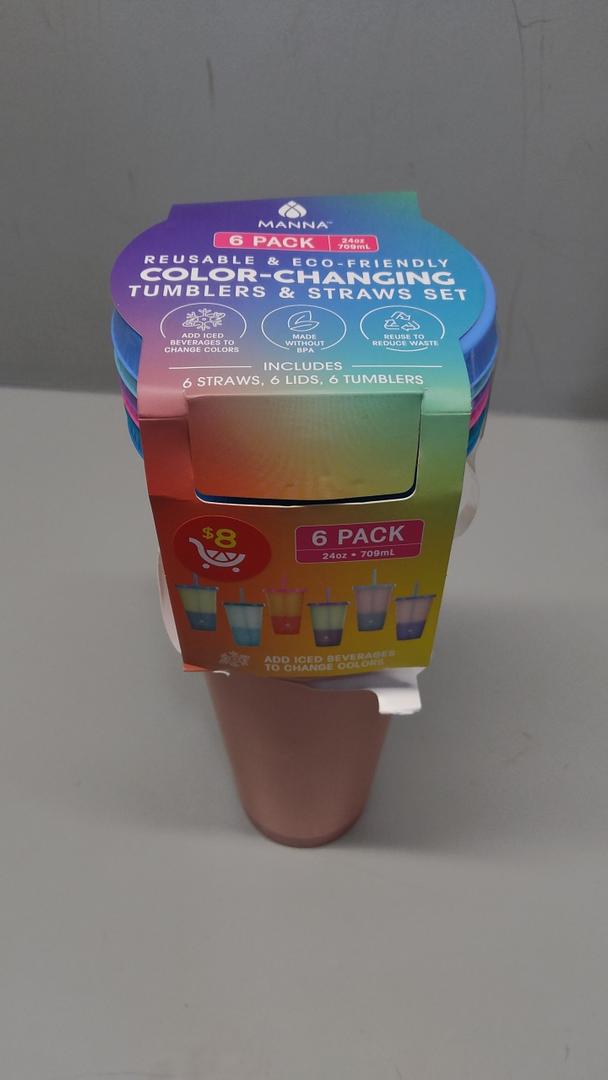 MANNA™
6 PACK
24oz
709mL
REUSABLE & ECO-FRIENDLY
COLOR-CHANGING
TUMBLERS & STRAWS SET
ADD ICED
BEVERAGES TO
CHANGE COLORS
MADE
WITHOUT
BPA
REUSE TO
REDUCE WASTE
INCLUDES
6 STRAWS, 6 LIDS, 6 TUMBLERS
$8
6 PACK
24oz • 709mL
ADD ICED BEVERAGES
TO CHANGE COLORS